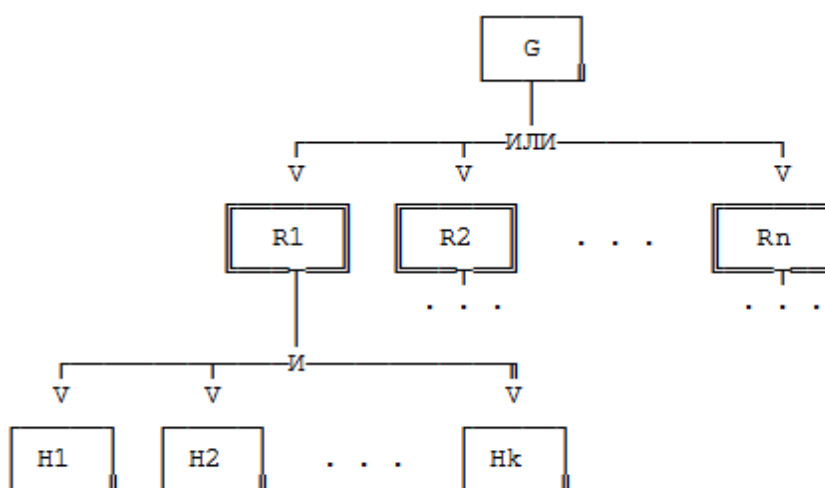 G
ИЛИ
V V V
R1 R2 . . . Rn
. . . . . .
И
V V V
H1 H2 . . . Hk